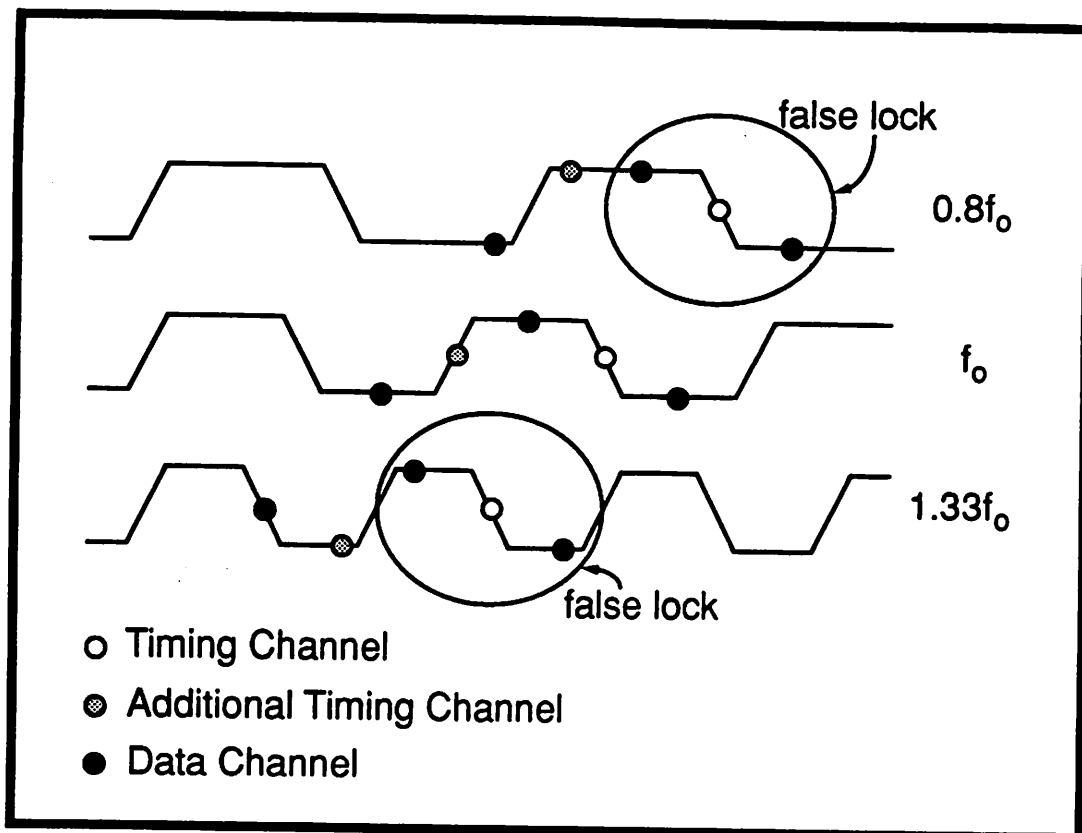 false lock
0.8fo
fo
1.33fo
false lock
Timing Channel
Additional Timing Channel
Data Channel